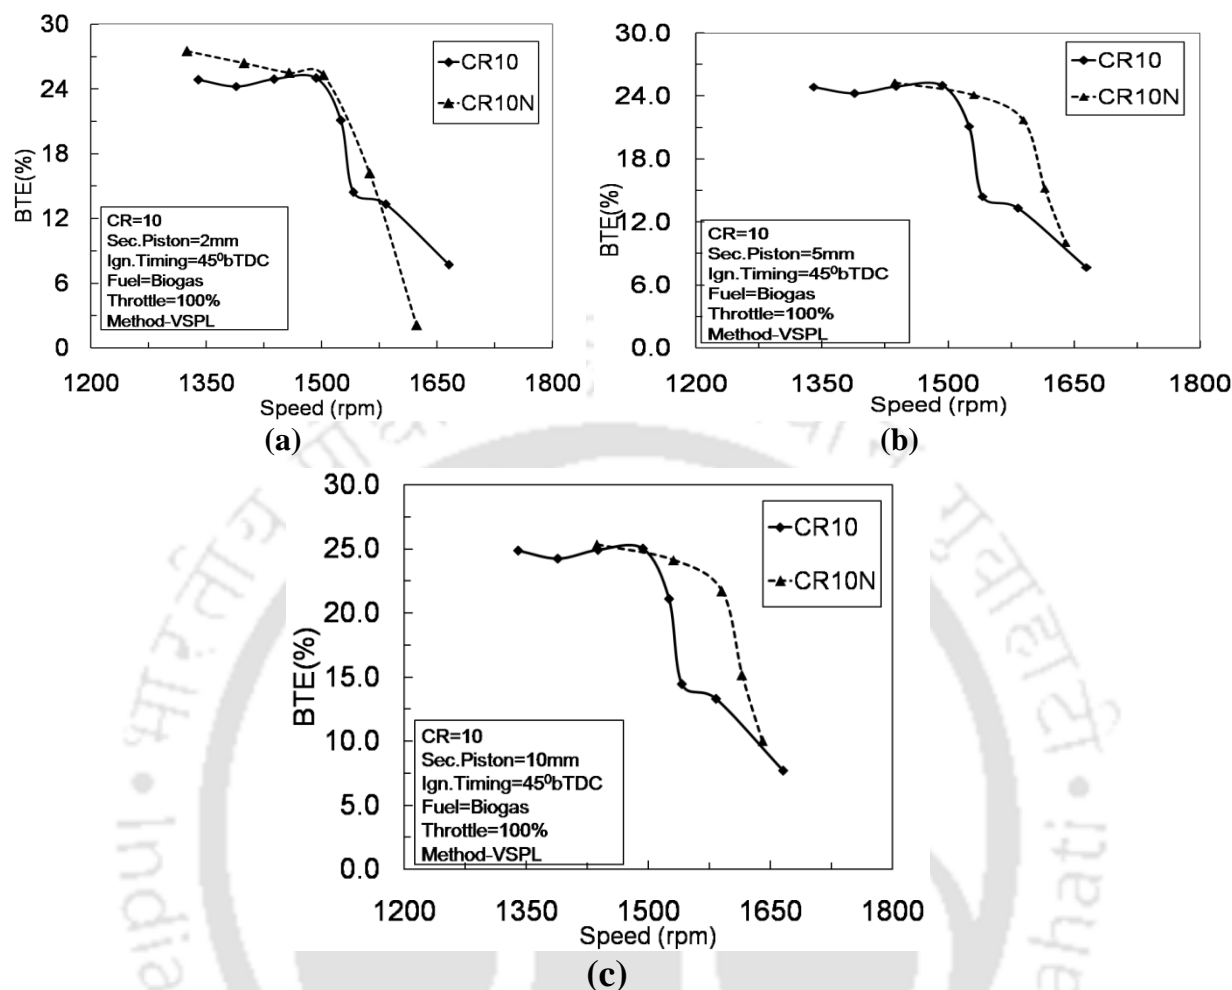 30
24
18
12
6
0
BTE(%)
CR10
CR10N
CR=10
Sec.Piston=2mm
Ign.Timing=45⁰bTDC
Fuel=Biogas
Throttle=100%
Method-VSPL
1200 1350 1500 1650 1800
Speed (rpm)
(a)
30.0
24.0
18.0
12.0
6.0
0.0
BTE(%)
CR10
CR10N
CR=10
Sec.Piston=5mm
Ign.Timing=45⁰bTDC
Fuel=Biogas
Throttle=100%
Method-VSPL
1200 1350 1500 1650 1800
Speed (rpm)
(b)
30.0
25.0
20.0
15.0
10.0
5.0
0.0
BTE(%)
CR10
CR10N
CR=10
Sec.Piston=10mm
Ign.Timing=45⁰bTDC
Fuel=Biogas
Throttle=100%
Method-VSPL
1200 1350 1500 1650 1800
Speed (rpm)
(c)
भारतीय
India
ahati